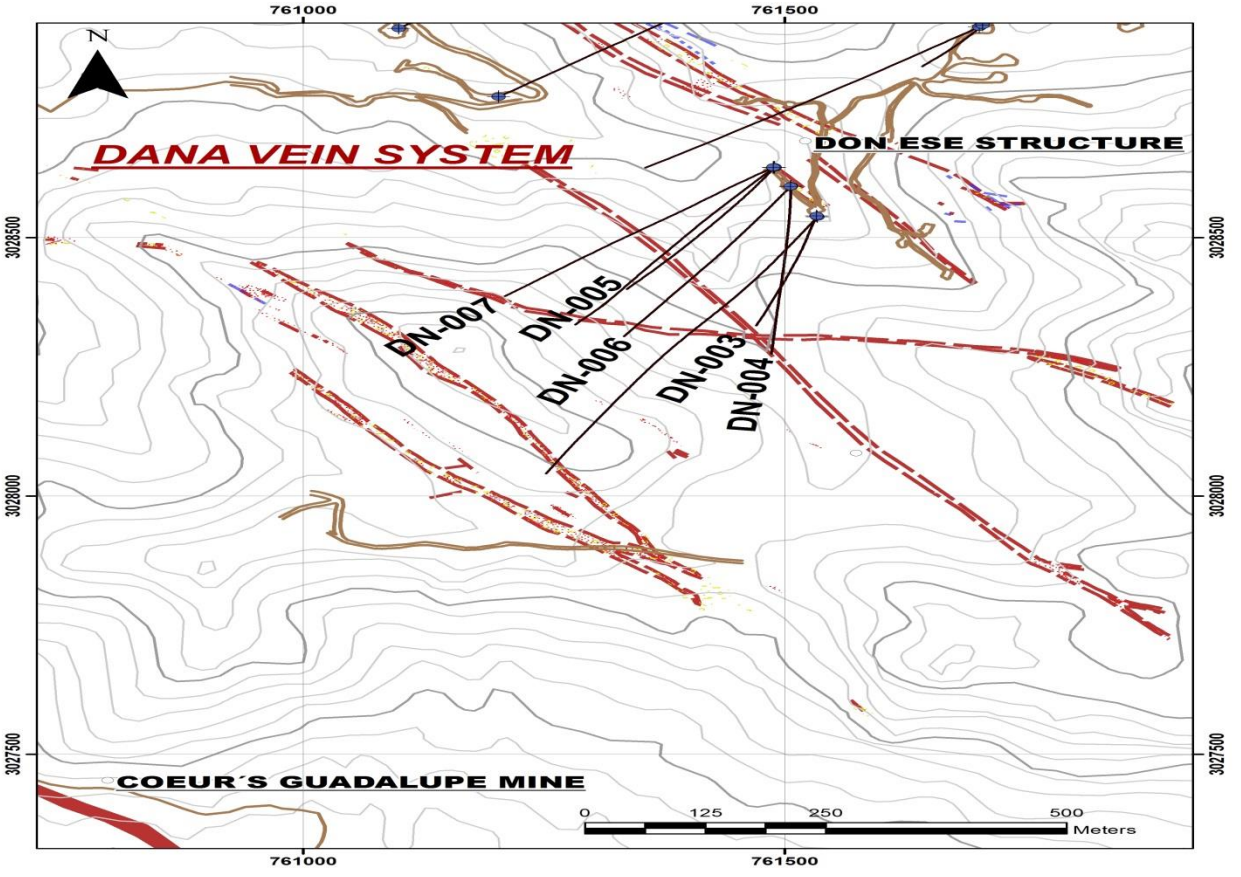 761000 761500
N
DANA VEIN SYSTEM
DON ESE STRUCTURE
3028500 3028500
DN-007
DN-005
DN-006
DN-003
DN-004
3028000 3028000
3027500 3027500
COEUR´S GUADALUPE MINE
0 125 250 500
Meters
761000 761500